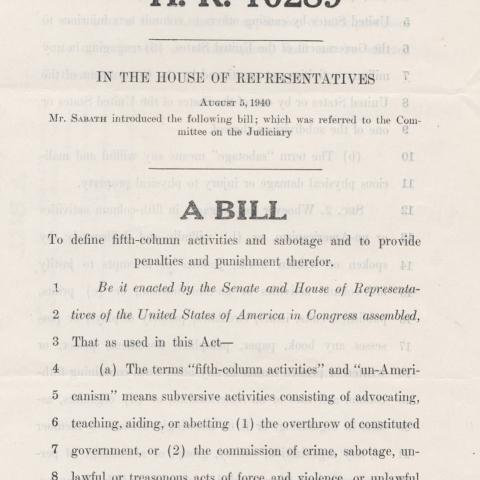 H. R. 10289
IN THE HOUSE OF REPRESENTATIVES
AUGUST 5, 1940
Mr. SABATH introduced the following bill; which was referred to the Com-
mittee on the Judiciary
A BILL
To define fifth-column activities and sabotage and to provide
penalties and punishment therefor.
1 Be it enacted by the Senate and House of Representa-
2 tives of the United States of America in Congress assembled,
3 That as used in this Act—
4 (a) The terms "fifth-column activities" and "un-Ameri-
5 canism" means subversive activities consisting of advocating,
6 teaching, aiding, or abetting (1) the overthrow of constituted
7 government, or (2) the commission of crime, sabotage, un-
8 lawful or treasonous acts of force and violence, or unlawful